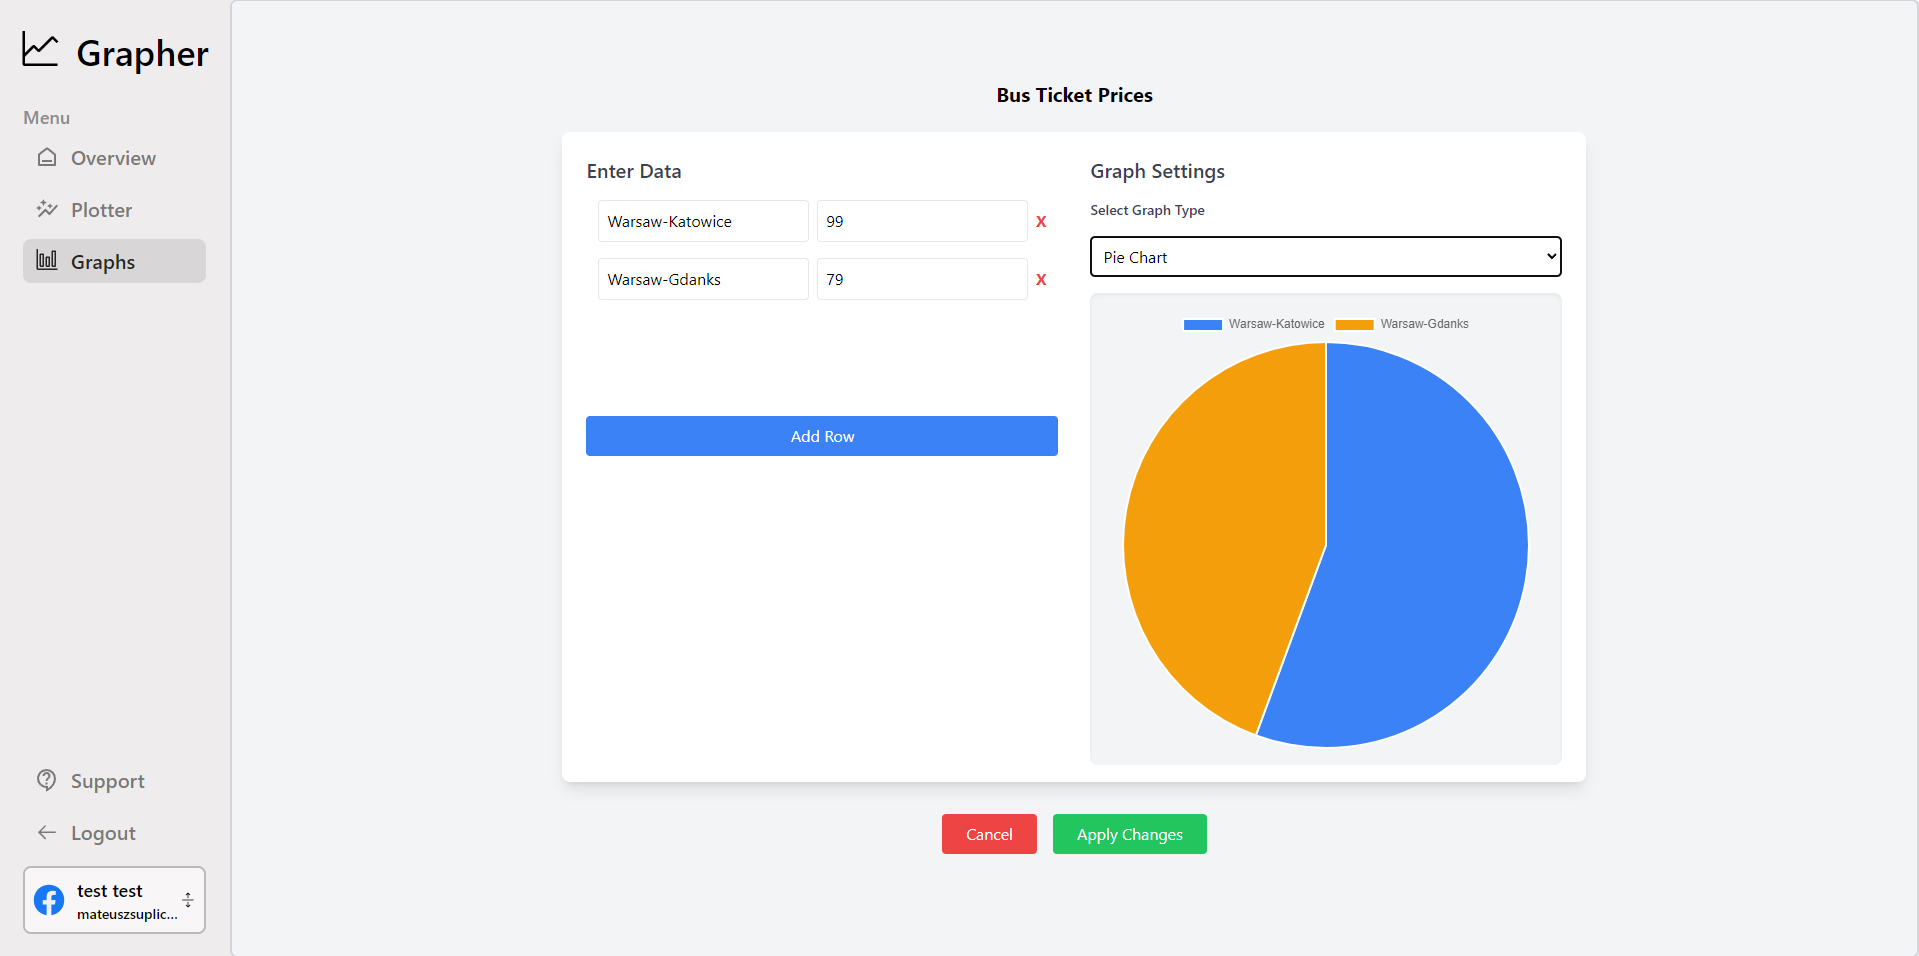 Grapher
Menu
Overview
Plotter
Graphs
Support
Logout
test test
mateuszsuplic...
Bus Ticket Prices
Enter Data
Warsaw-Katowice 99 X
Warsaw-Gdanks 79 X
Add Row
Graph Settings
Select Graph Type
Pie Chart
Warsaw-Katowice Warsaw-Gdanks
Cancel Apply Changes